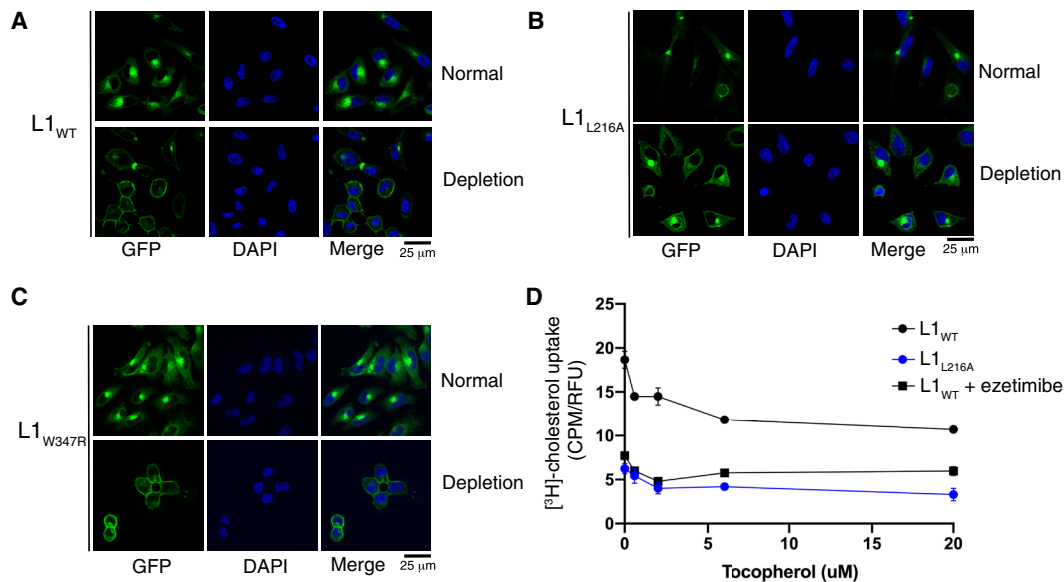 A
L1WT
Normal
Depletion
GFP DAPI Merge 25 μm
B
L1L216A
Normal
Depletion
GFP DAPI Merge 25 μm
C
L1W347R
Normal
Depletion
GFP DAPI Merge 25 μm
D
[³H]-cholesterol uptake
(CPM/RFU)
25
20
15
10
5
0
0 5 10 15 20
Tocopherol (uM)
L1WT
L1L216A
L1WT + ezetimibe